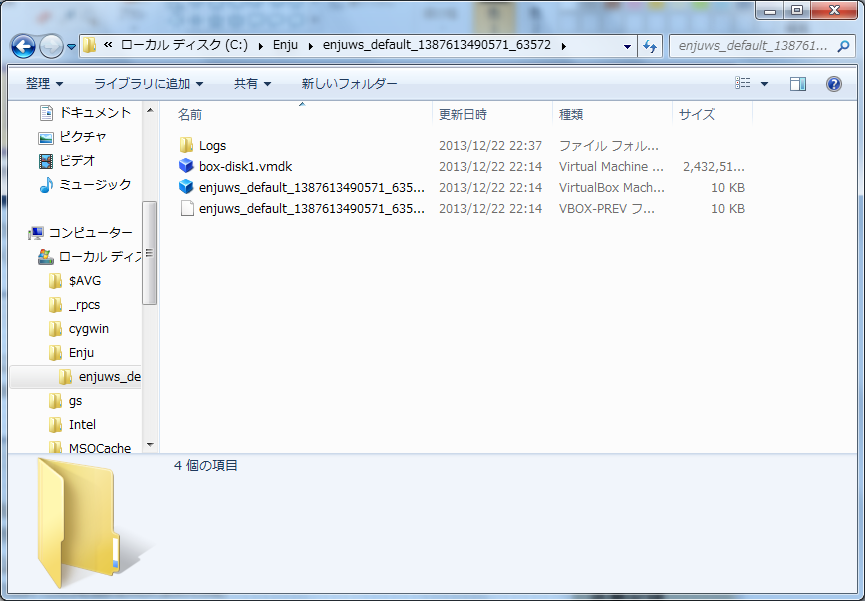 « ローカル ディスク (C:) ▸ Enju ▸ enjuws_default_1387613490571_63572 ▸
enjuws_default_138761...
整理 ライブラリに追加 共有 新しいフォルダー
ドキュメント
ピクチャ
ビデオ
ミュージック
コンピューター
ローカル ディス
$AVG
_rpcs
cygwin
Enju
enjuws_de
gs
Intel
MSOCache
名前 更新日時 種類 サイズ
Logs 2013/12/22 22:37 ファイル フォル...
box-disk1.vmdk 2013/12/22 22:14 Virtual Machine ... 2,432,51...
enjuws_default_1387613490571_635... 2013/12/22 22:14 VirtualBox Mach... 10 KB
enjuws_default_1387613490571_635... 2013/12/22 22:14 VBOX-PREV フ... 10 KB
4 個の項目